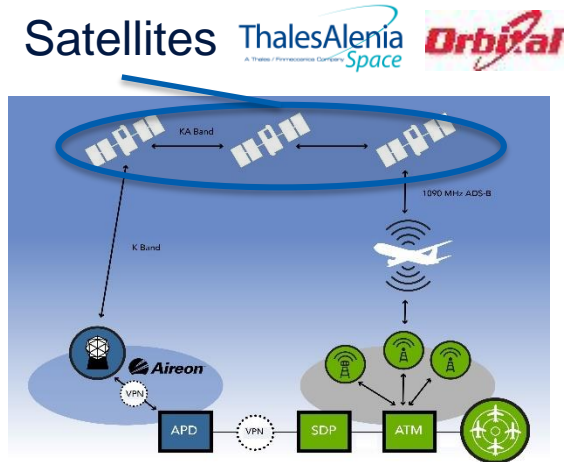 Satellites
ThalesAlenia
A Thales / Finmeccanica Company
Space
Orbital
KA Band
1090 MHz ADS-B
K Band
Aireon
VPN
APD
VPN
SDP
ATM